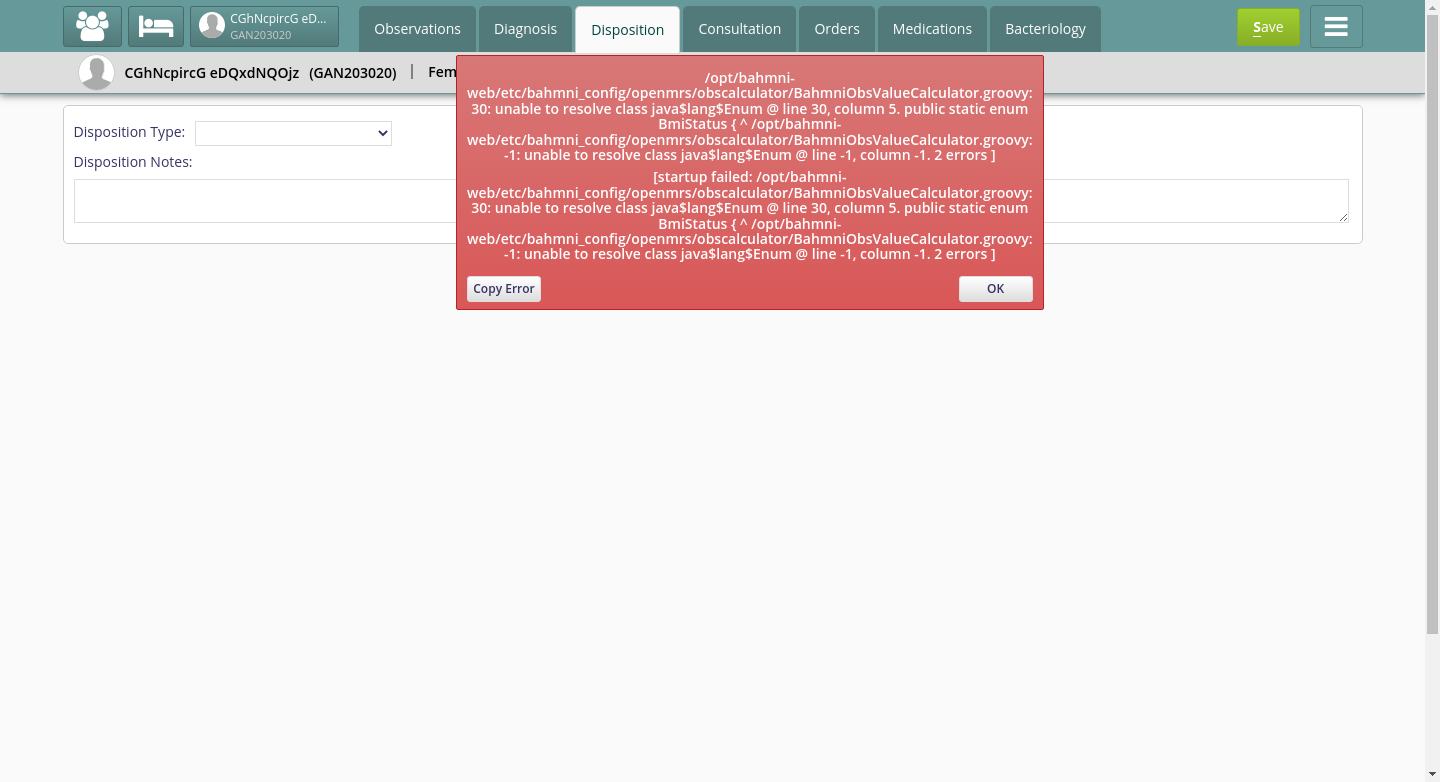 CGhNcpircG eD...
GAN203020
Observations
Diagnosis
Disposition
Consultation
Orders
Medications
Bacteriology
Save
CGhNcpircG eDQxdNQOjz (GAN203020) | Fem
/opt/bahmni-
web/etc/bahmni_config/openmrs/obscalculator/BahmniObsValueCalculator.groovy:
30: unable to resolve class java$lang$Enum @ line 30, column 5. public static enum
BmiStatus { ^ /opt/bahmni-
web/etc/bahmni_config/openmrs/obscalculator/BahmniObsValueCalculator.groovy:
-1: unable to resolve class java$lang$Enum @ line -1, column -1. 2 errors ]
[startup failed: /opt/bahmni-
web/etc/bahmni_config/openmrs/obscalculator/BahmniObsValueCalculator.groovy:
30: unable to resolve class java$lang$Enum @ line 30, column 5. public static enum
BmiStatus { ^ /opt/bahmni-
web/etc/bahmni_config/openmrs/obscalculator/BahmniObsValueCalculator.groovy:
-1: unable to resolve class java$lang$Enum @ line -1, column -1. 2 errors ]
Copy Error
OK
Disposition Type:
Disposition Notes: